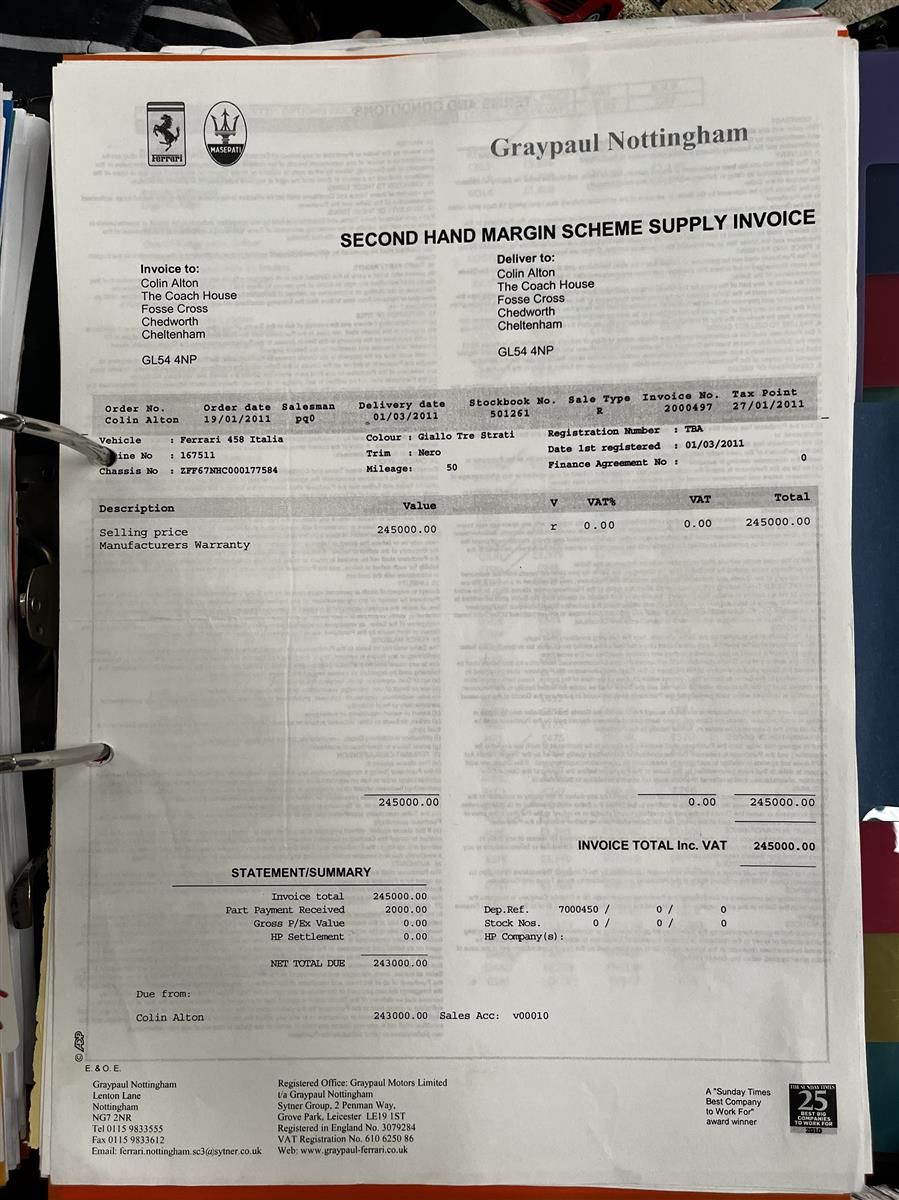 Ferrari
MASERATI
Graypaul Nottingham
SECOND HAND MARGIN SCHEME SUPPLY INVOICE
Invoice to:
Colin Alton
The Coach House
Fosse Cross
Chedworth
Cheltenham
GL54 4NP
Deliver to:
Colin Alton
The Coach House
Fosse Cross
Chedworth
Cheltenham
GL54 4NP
Order No. Order date Salesman Delivery date Stockbook No. Sale Type Invoice No. Tax Point
Colin Alton 19/01/2011 pq0 01/03/2011 501261 R 2000497 27/01/2011
Vehicle : Ferrari 458 Italia Colour : Giallo Tre Strati Registration Number : TBA
ine No : 167511 Trim : Nero Date 1st registered : 01/03/2011
Chassis No : ZFF67NHC000177584 Mileage: 50 Finance Agreement No : 0
Description Value V VAT% VAT Total
Selling price 245000.00 r 0.00 0.00 245000.00
Manufacturers Warranty
245000.00 0.00 245000.00
INVOICE TOTAL Inc. VAT 245000.00
STATEMENT/SUMMARY
Invoice total 245000.00
Part Payment Received 2000.00
Gross P/Ex Value 0.00
HP Settlement 0.00
NET TOTAL DUE 243000.00
Dep.Ref. 7000450 / 0 / 0
Stock Nos. 0 / 0 / 0
HP Company(s):
Due from:
Colin Alton 243000.00 Sales Acc: v00010
© ADP
E. & O. E.
Graypaul Nottingham
Lenton Lane
Nottingham
NG7 2NR
Tel 0115 9833555
Fax 0115 9833612
Email: ferrari.nottingham.sc3@sytner.co.uk
Registered Office: Graypaul Motors Limited
t/a Graypaul Nottingham
Sytner Group, 2 Penman Way,
Grove Park, Leicester LE19 1ST
Registered in England No. 3079284
VAT Registration No. 610 6250 86
Web: www.graypaul-ferrari.co.uk
A "Sunday Times
Best Company
to Work For"
award winner
THE SUNDAY TIMES
25
BEST BIG
COMPANIES
TO WORK FOR
2010